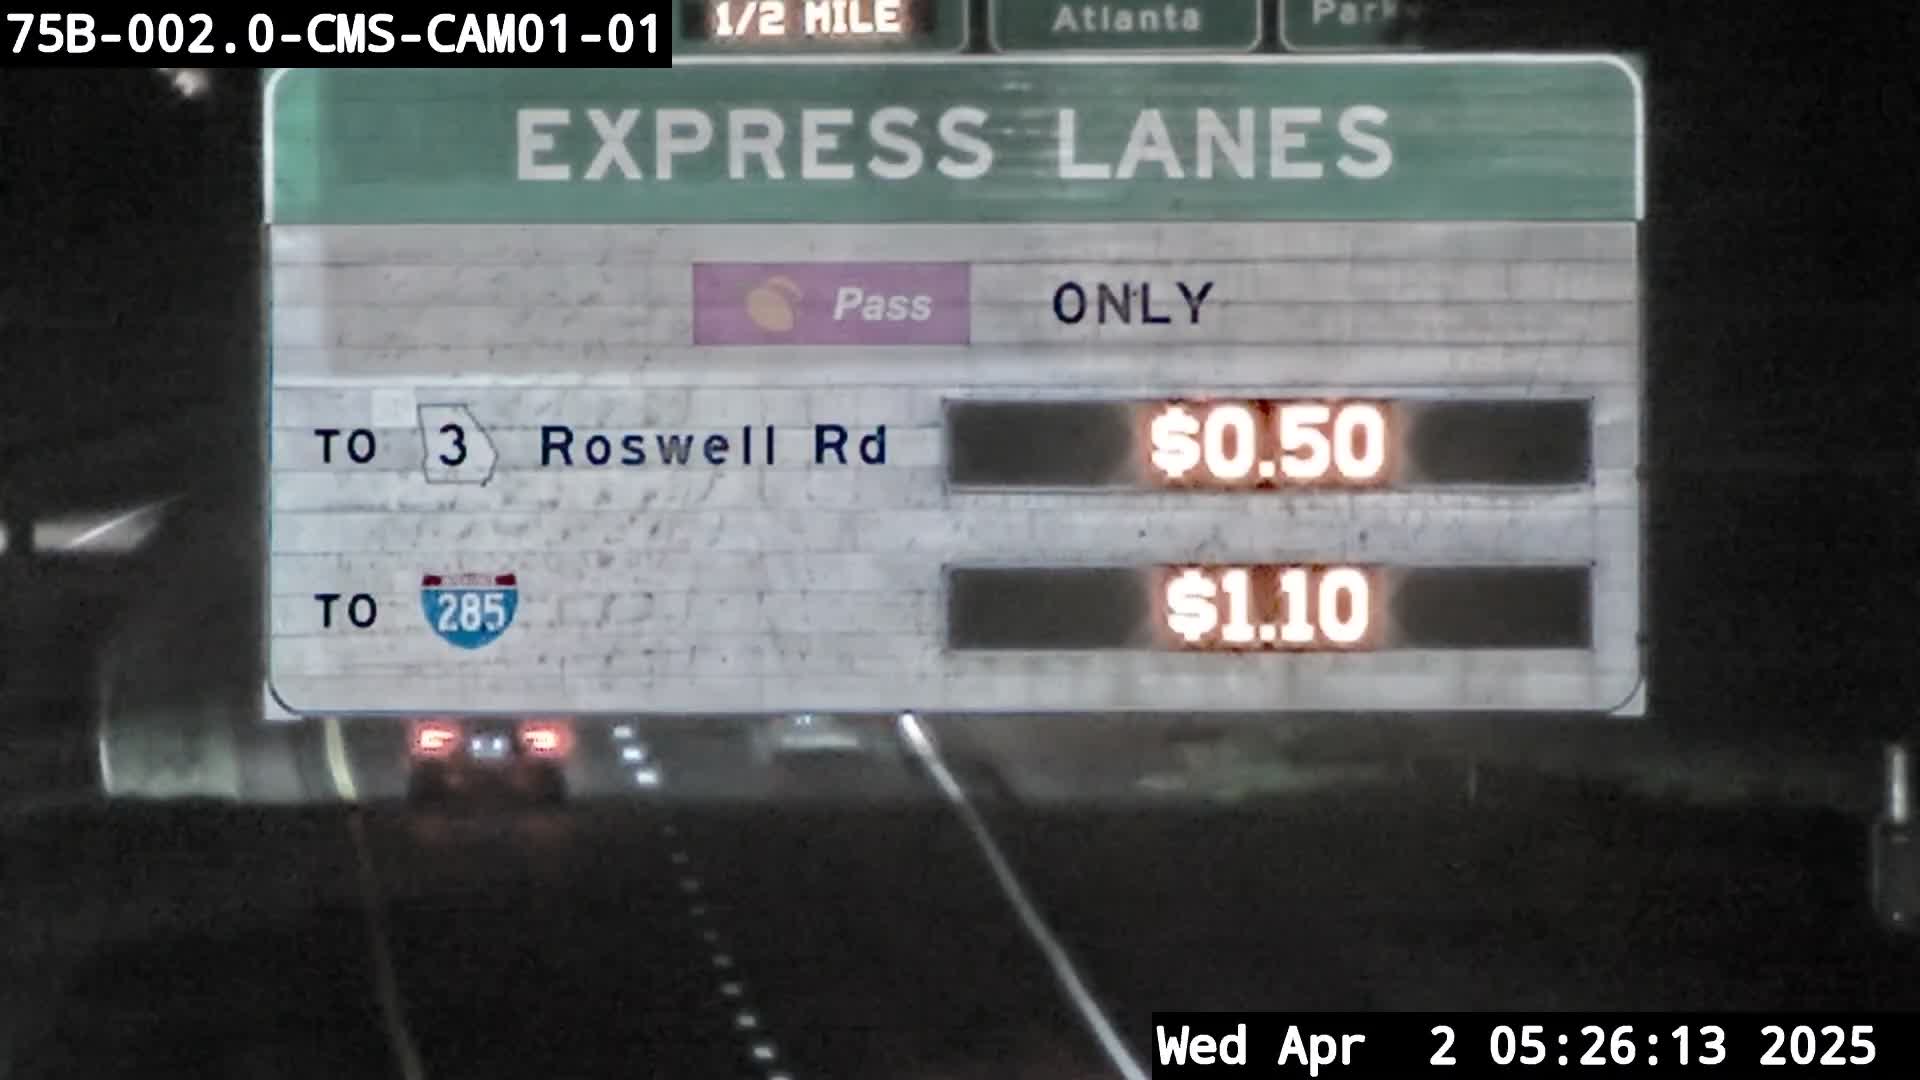 75B-002.0-CMS-CAM01-01
1/2 MILE
Atlanta
EXPRESS LANES
Pass ONLY
TO 3 Roswell Rd $0.50
TO 285 $1.10
Wed Apr 2 05:26:13 2025